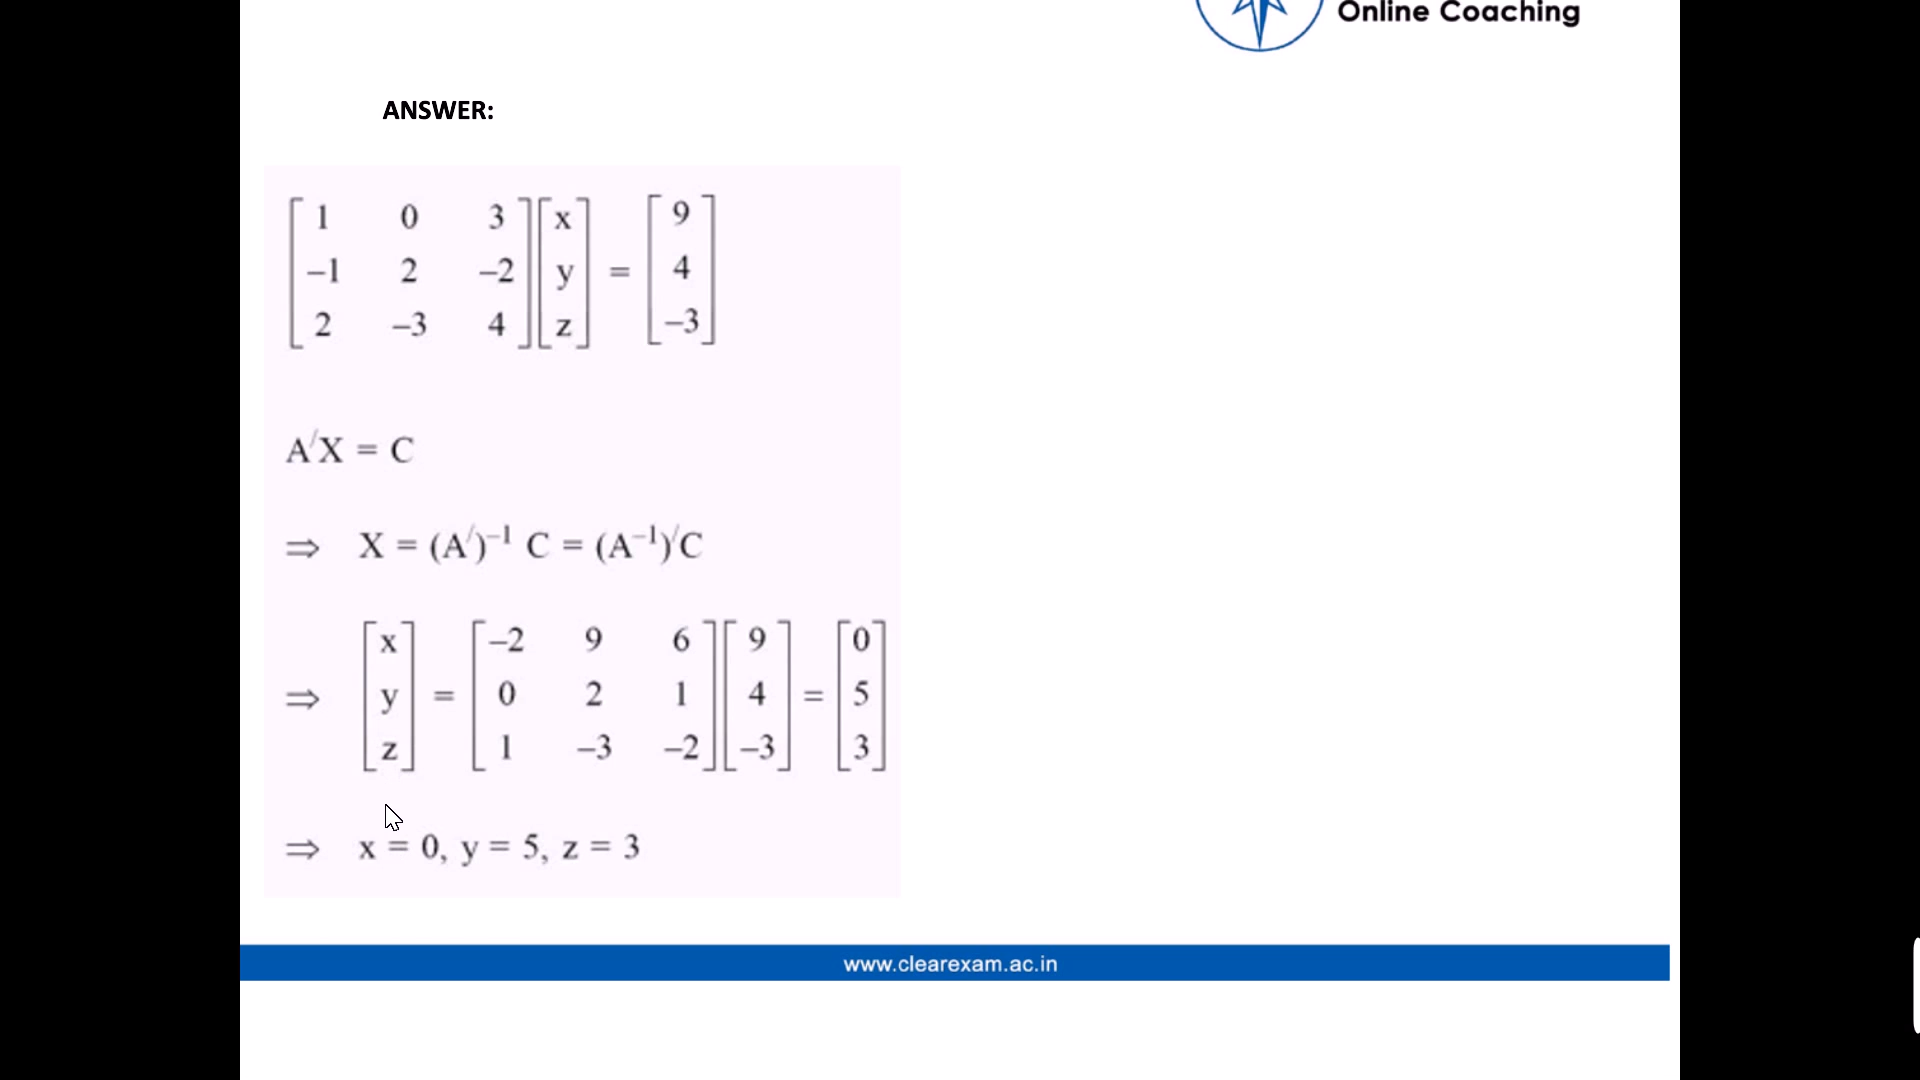 Online Coaching
ANSWER:
[1 0 3] [x] = [9]
[–1 2 –2] [y] = [4]
[2 –3 4] [z] = [–3]
A′X = C
⇒ X = (A′)⁻¹ C = (A⁻¹)′C
⇒ [x] = [–2 9 6] [9] = [0]
[y] = [0 2 1] [4] = [5]
[z] = [1 –3 –2] [–3] = [3]
⇒ x = 0, y = 5, z = 3
www.clearexam.ac.in